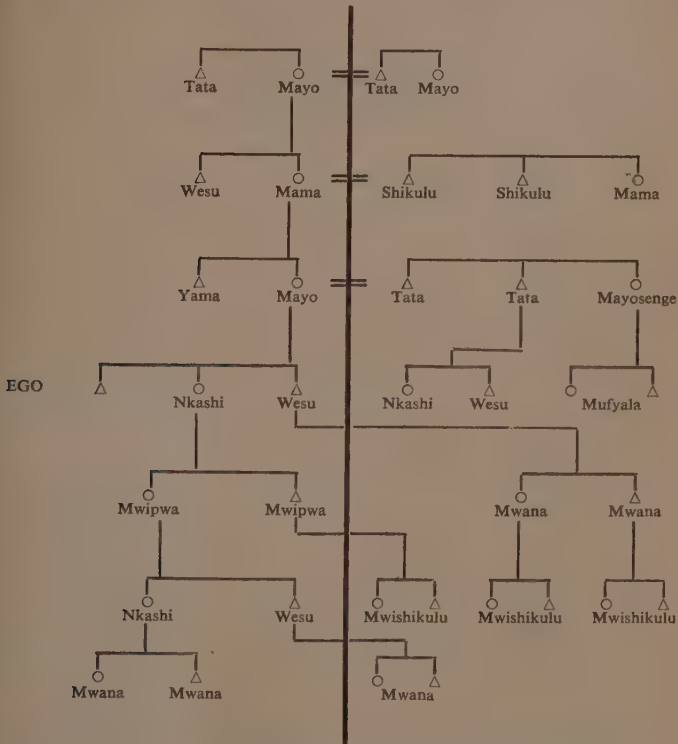 Tata Mayo Tata Mayo
Wesu Mama Shikulu Shikulu Mama
Yama Mayo Tata Tata Mayosenge
EGO Nkashi Wesu Nkashi Wesu Mufyala
Mwipwa Mwipwa Mwana Mwana
Nkashi Wesu Mwishikulu Mwishikulu Mwishikulu
Mwana Mwana Mwana